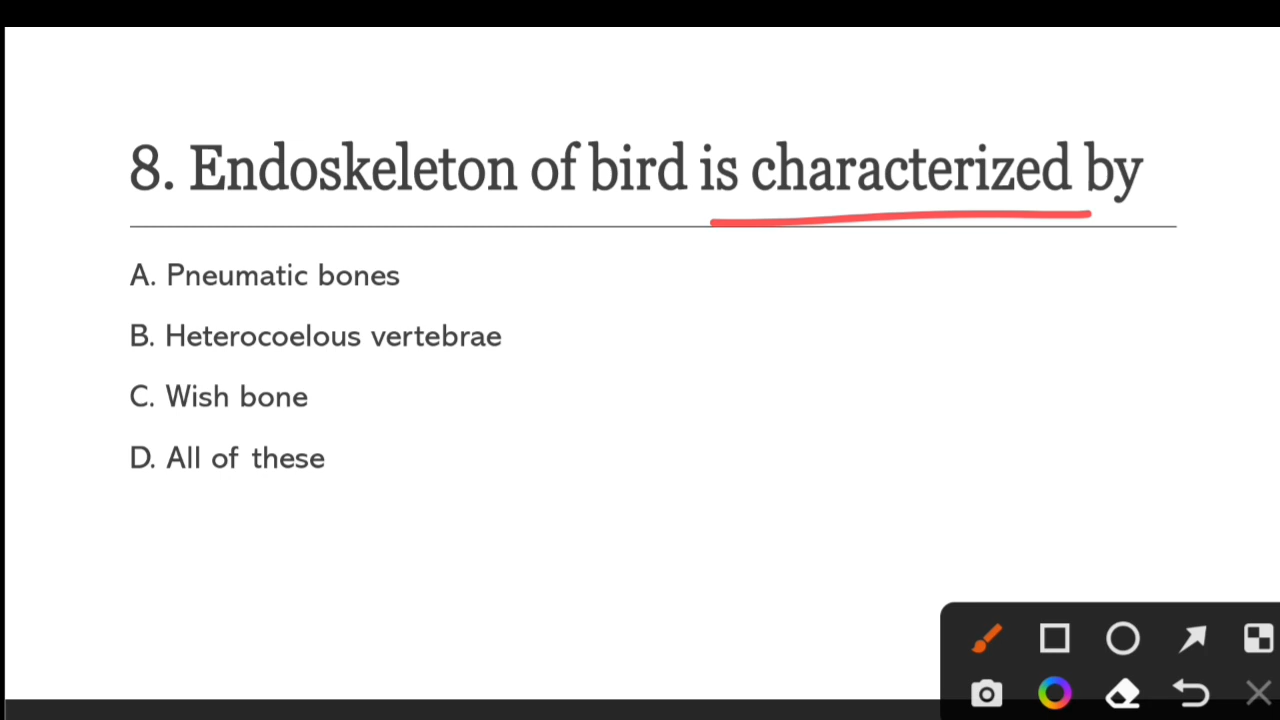 8. Endoskeleton of bird is characterized by
A. Pneumatic bones
B. Heterocoelous vertebrae
C. Wish bone
D. All of these